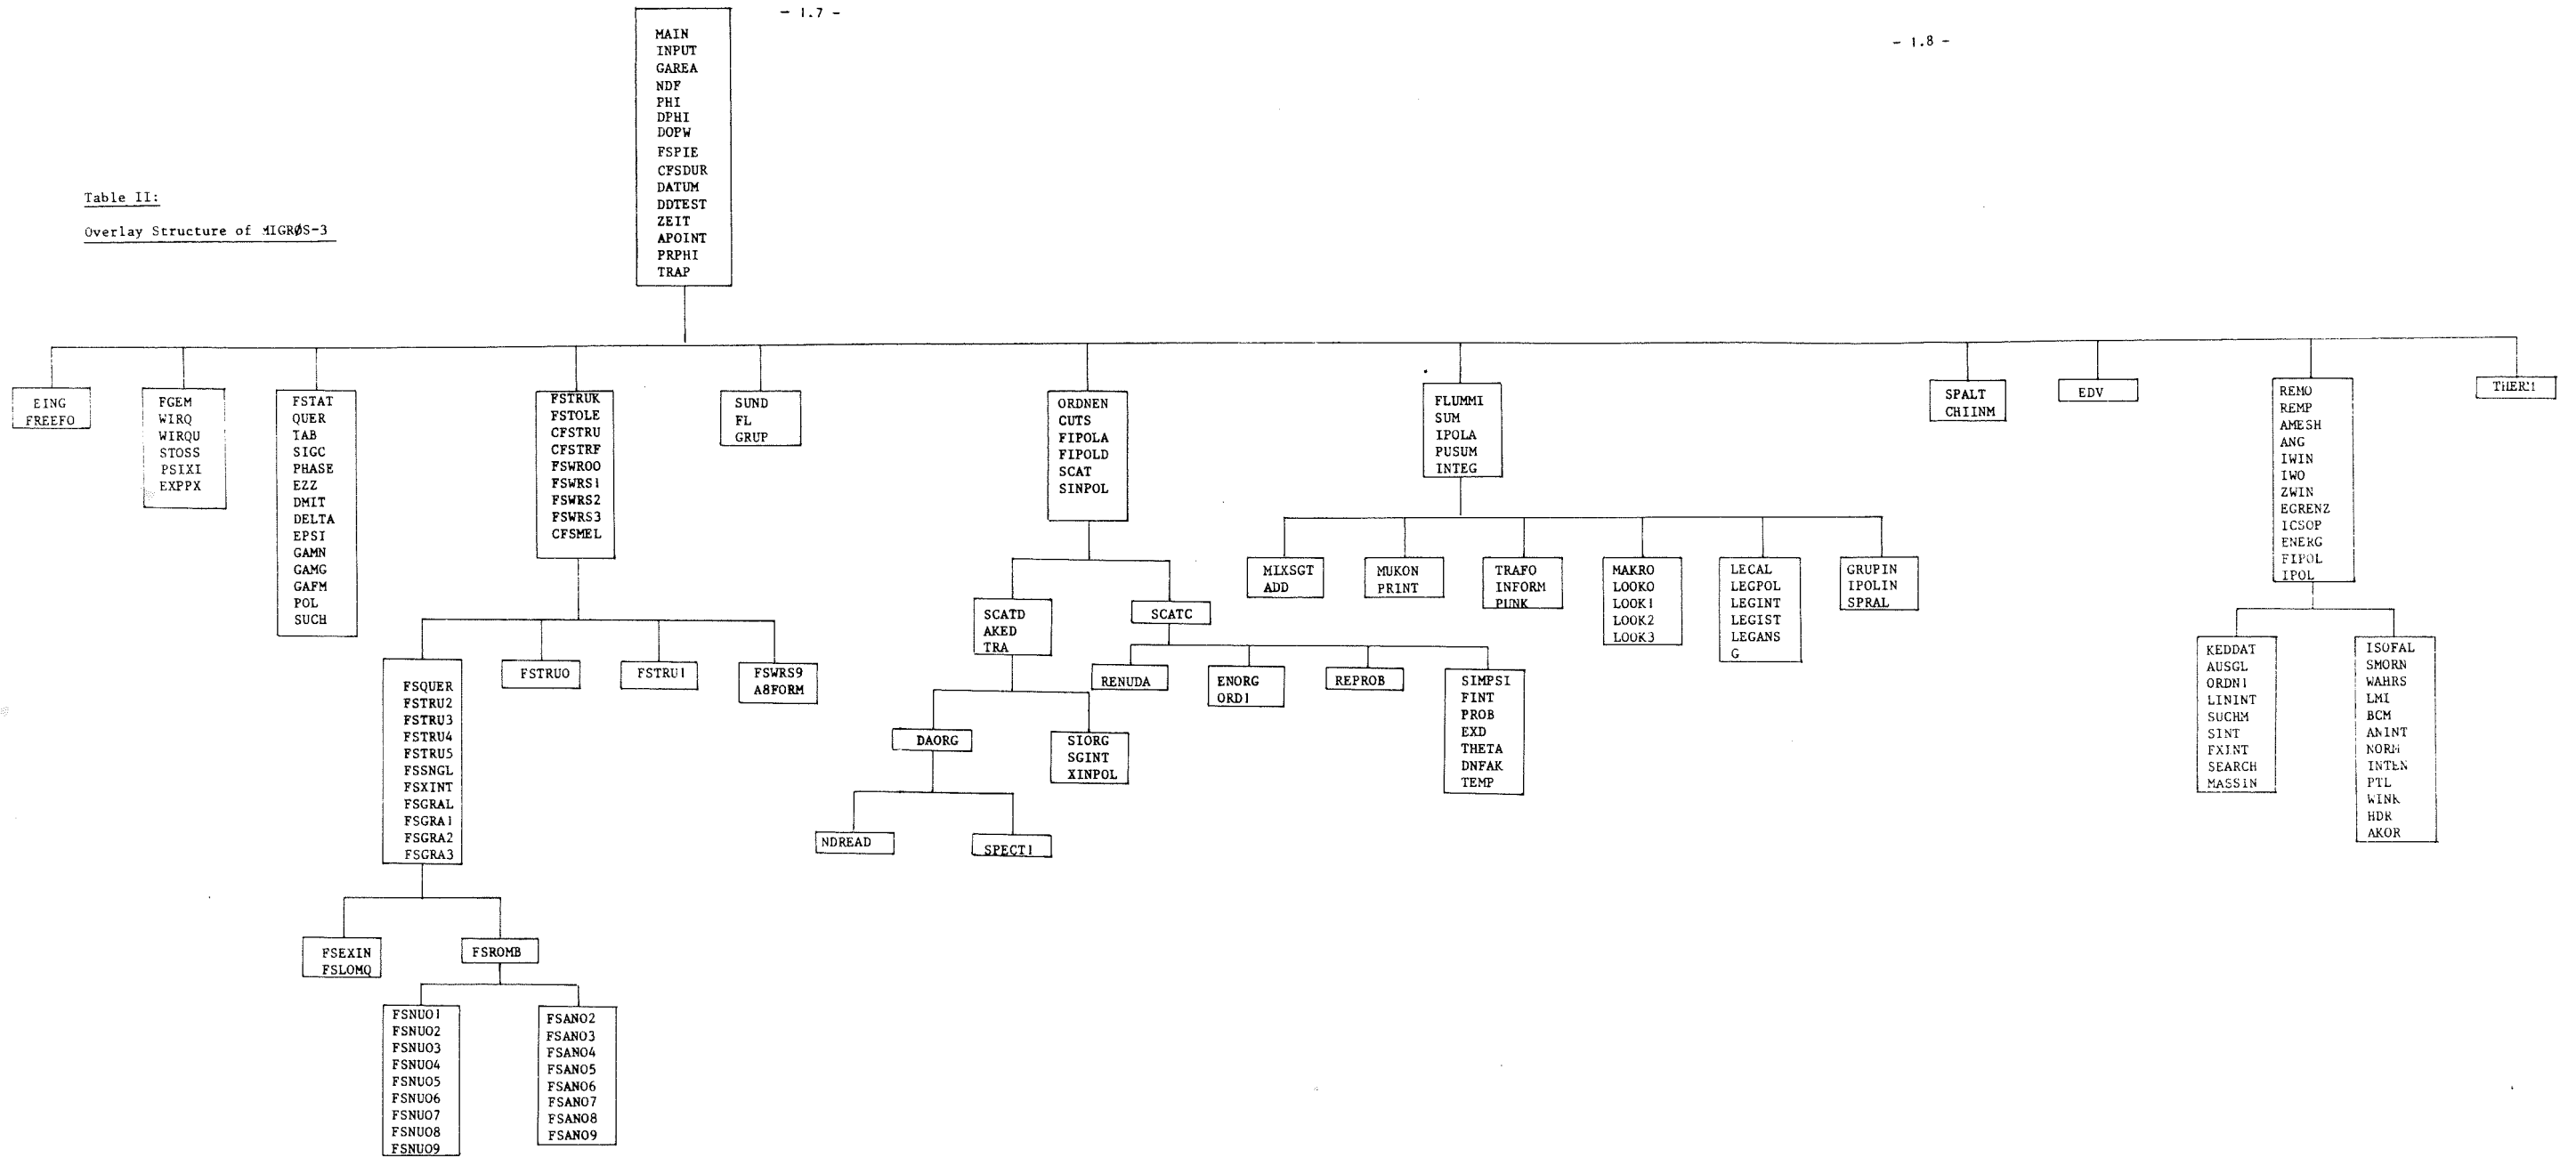 - 1.7 -
- 1.8 -
Table II:
Overlay Structure of MIGRØS-3
MAIN
INPUT
GAREA
NDF
PHI
DPHI
DOPW
FSPIE
CFSDUR
DATUM
DDTEST
ZEIT
APOINT
PRPHI
TRAP
EING
FREEFO
FGEM
WIRQ
WIRQU
STOSS
PSIXI
EXPPX
FSTAT
QUER
TAB
SIGC
PHASE
EZZ
DMIT
DELTA
EPSI
GAMN
GAMG
GAFM
POL
SUCH
FSTRUK
FSTOLE
CFSTRU
CFSTRF
FSWROO
FSWRS1
FSWRS2
FSWRS3
CFSMEL
SUND
FL
GRUP
ORDNEN
CUTS
FIPOLA
FIPOLD
SCAT
SINPOL
FLUMMI
SUM
IPOLA
PUSUM
INTEG
SPALT
CHIINM
EDV
REMO
REMP
AMESH
ANG
IWIN
IWO
ZWIN
EGRENZ
ICSOP
ENERG
FIPOL
IPOL
THERM
FSQUER
FSTRU2
FSTRU3
FSTRU4
FSTRU5
FSSNGL
FSXINT
FSGRAL
FSGRA1
FSGRA2
FSGRA3
FSTRUO
FSTRU1
FSWRS9
A8FORM
SCATD
AKED
TRA
SCATC
MIXSGT
ADD
MUKON
PRINT
TRAFO
INFORM
PUNK
MAKRO
LOOKO
LOOK1
LOOK2
LOOK3
LECAL
LEGPOL
LEGINT
LEGIST
LEGANS
G
GRUPIN
IPOLIN
SPRAL
KEDDAT
AUSGL
ORDN1
LININT
SUCHM
SINT
FXINT
SEARCH
MASSIN
ISOFAL
SMORN
WAHRS
LMI
BCM
ANINT
NORM
INTEN
PTL
WINK
HDR
AKOR
RENUDA
ENORG
ORD1
REPROB
SIMPSI
FINT
PROB
EXD
THETA
DNFAK
TEMP
DAORG
SIORG
SGINT
XINPOL
NDREAD
SPECT1
FSEXIN
FSLOMQ
FSROMB
FSNUO1
FSNUO2
FSNUO3
FSNUO4
FSNUO5
FSNUO6
FSNUO7
FSNUO8
FSNUO9
FSANO2
FSANO3
FSANO4
FSANO5
FSANO6
FSANO7
FSANO8
FSANO9